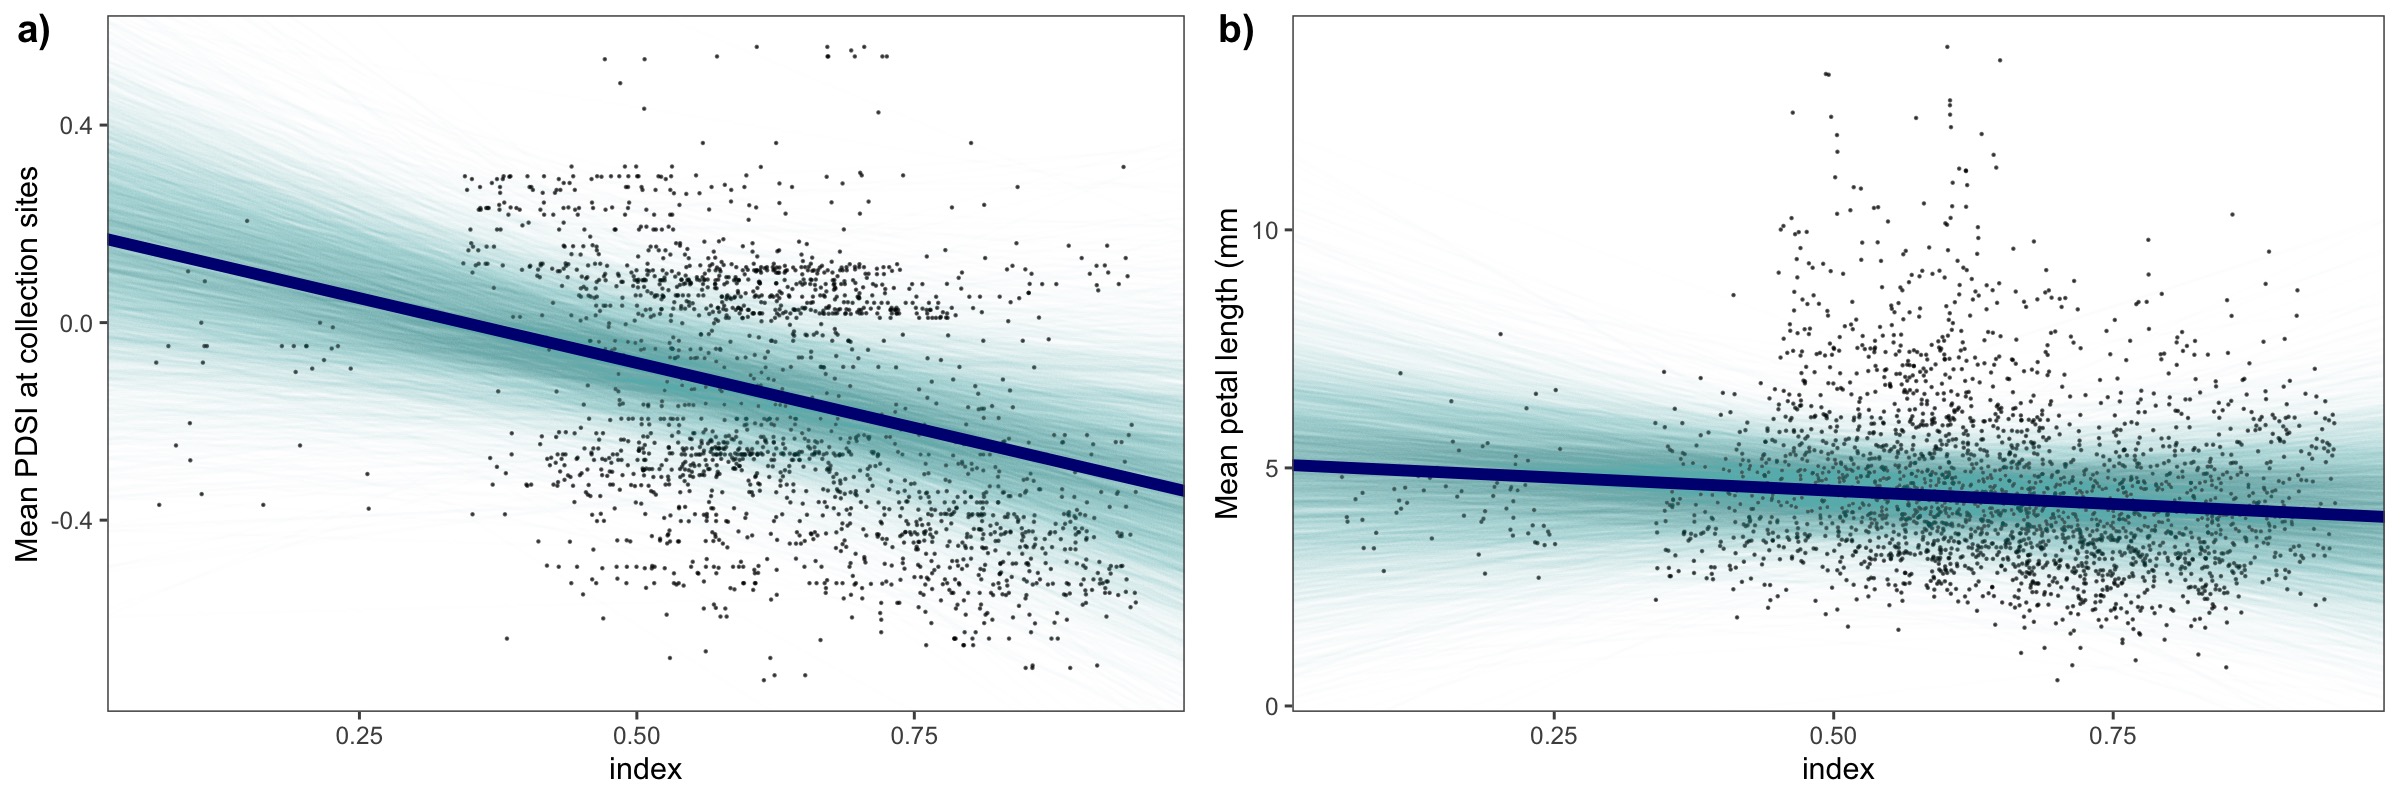 a)
Mean PDSI at collection sites
0.4
0.0
-0.4
0.25 0.50 0.75
index
b)
Mean petal length (mm
10
5
0
0.25 0.50 0.75
index